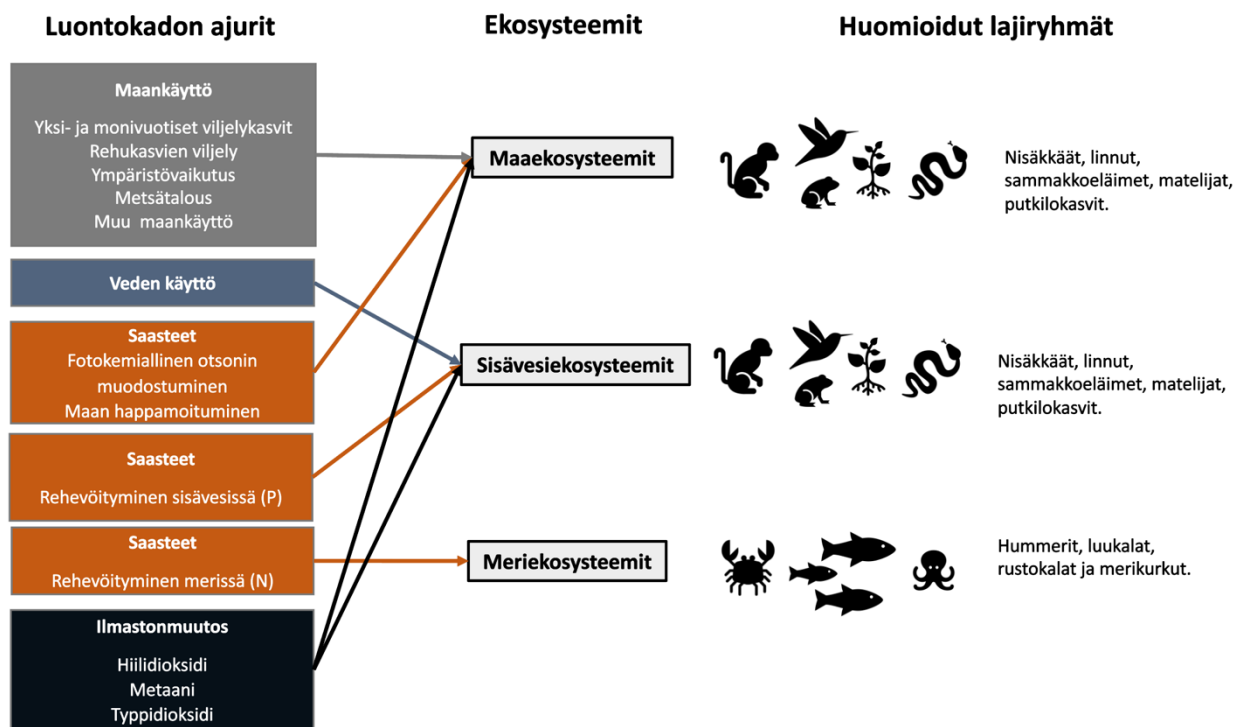 Luontokadon ajurit
Ekosysteemit
Huomioidut lajiryhmät
Maankäyttö
Yksi- ja monivuotiset viljelykasvit
Rehukasvien viljely
Ympäristövaikutus
Metsätalous
Muu maankäyttö
Veden käyttö
Saasteet
Fotokemiallinen otsonin
muodostuminen
Maan happamoituminen
Saasteet
Rehevöityminen sisävesissä (P)
Saasteet
Rehevöityminen merissä (N)
Ilmastonmuutos
Hiilidioksidi
Metaani
Typpidioksidi
Maaekosysteemit
Sisävesiekosysteemit
Meriekosysteemit
Nisäkkäät, linnut,
sammakkoeläimet, matelijat,
putkilokasvit.
Nisäkkäät, linnut,
sammakkoeläimet, matelijat,
putkilokasvit.
Hummerit, luukalat,
rustokalat ja merikurkut.